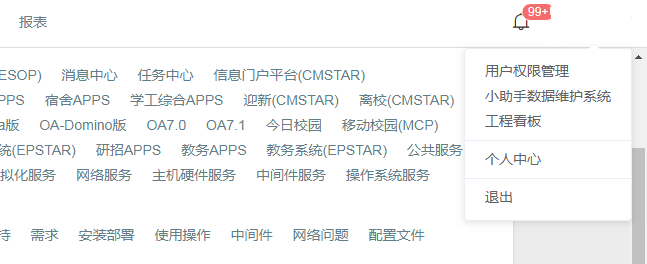 报表
99+
用户权限管理
小助手数据维护系统
工程看板
个人中心
退出
ESOP) 消息中心 任务中心 信息门户平台(CMSTAR)
PPS 宿舍APPS 学工综合APPS 迎新(CMSTAR) 离校(CMSTAR)
a版 OA-Domino版 OA7.0 OA7.1 今日校园 移动校园(MCP)
统(EPSTAR) 研招APPS 教务APPS 教务系统(EPSTAR) 公共服务
拟化服务 网络服务 主机硬件服务 中间件服务 操作系统服务
持 需求 安装部署 使用操作 中间件 网络问题 配置文件